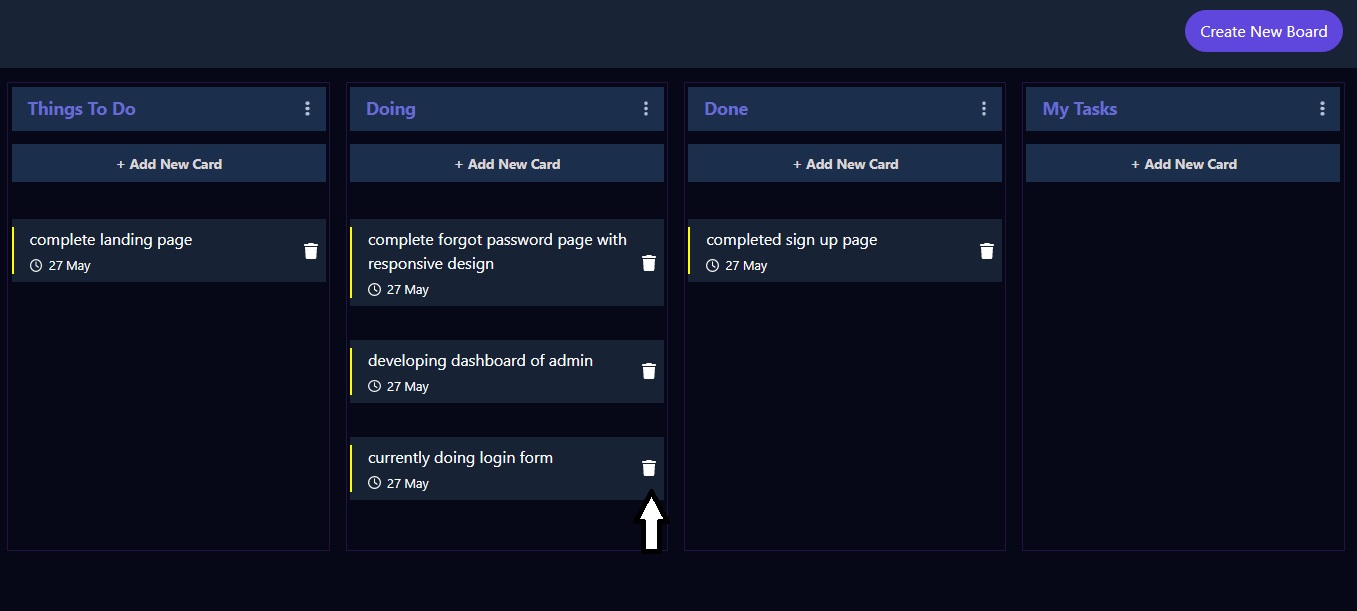 Create New Board
Things To Do
+ Add New Card
complete landing page
27 May
Doing
+ Add New Card
complete forgot password page with
responsive design
27 May
developing dashboard of admin
27 May
currently doing login form
27 May
Done
+ Add New Card
completed sign up page
27 May
My Tasks
+ Add New Card